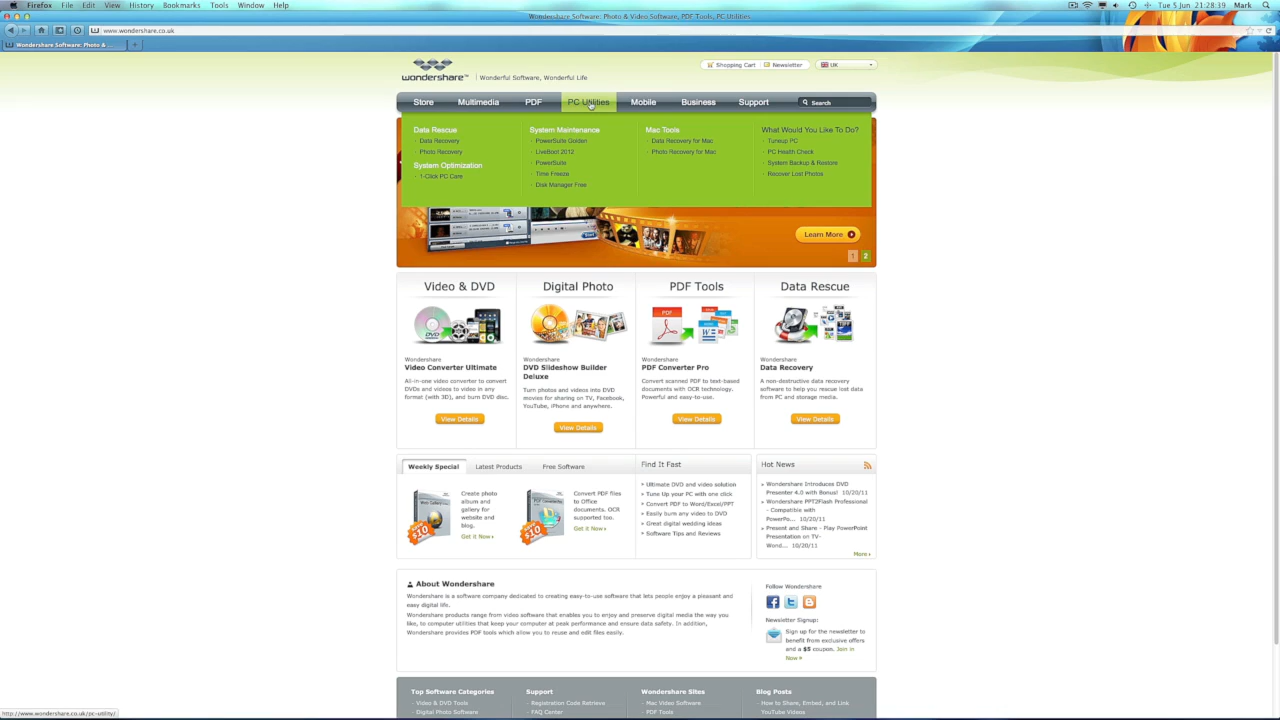 Firefox File Edit View History Bookmarks Tools Window Help
Tue 5 Jun 21:28:39 Mark
Wondershare Software: Photo & Video Software, PDF Tools, PC Utilities
www.wondershare.co.uk
Wondershare Software: Photo & ...
wondershare™ Wonderful Software, Wonderful Life
Shopping Cart Newsletter UK
Store Multimedia PDF PC Utilities Mobile Business Support Search
Data Rescue
Data Recovery
Photo Recovery
System Optimization
1-Click PC Care
System Maintenance
PowerSuite Golden
LiveBoot 2012
PowerSuite
Time Freeze
Disk Manager Free
Mac Tools
Data Recovery for Mac
Photo Recovery for Mac
What Would You Like To Do?
Tuneup PC
PC Health Check
System Backup & Restore
Recover Lost Photos
Learn More
1 2
Video & DVD
Wondershare
Video Converter Ultimate
All-in-one video converter to convert
DVDs and videos to video in any
format (with 3D), and burn DVD disc.
View Details
Digital Photo
Wondershare
DVD Slideshow Builder
Deluxe
Turn photos and videos into DVD
movies for sharing on TV, Facebook,
YouTube, iPhone and anywhere.
View Details
PDF Tools
PDF
Wondershare
PDF Converter Pro
Convert scanned PDF to text-based
documents with OCR technology.
Powerful and easy-to-use.
View Details
Data Rescue
Wondershare
Data Recovery
A non-destructive data recovery
software to help you rescue lost data
from PC and storage media.
View Details
Weekly Special Latest Products Free Software
$10
Create photo
album and
gallery for
website and
blog.
Get it Now
$10
Convert PDF files
to Office
documents. OCR
supported too.
Get it Now
Find It Fast
Ultimate DVD and video solution
Tune Up your PC with one click
Convert PDF to Word/Excel/PPT
Easily burn any video to DVD
Great digital wedding ideas
Software Tips and Reviews
Hot News
Wondershare Introduces DVD
Presenter 4.0 with Bonus! 10/20/11
Wondershare PPT2Flash Professional
- Compatible with
PowerPo... 10/20/11
Present and Share - Play PowerPoint
Presentation on TV-
Wond... 10/20/11
More
About Wondershare
Wondershare is a software company dedicated to creating easy-to-use software that lets people enjoy a pleasant and
easy digital life.
Wondershare products range from video software that enables you to enjoy and preserve digital media the way you
like, to computer utilities that keep your computer at peak performance and ensure data safety. In addition,
Wondershare provides PDF tools which allow you to reuse and edit files easily.
Follow Wondershare
Newsletter Signup:
Sign up for the newsletter to
benefit from exclusive offers
and a $5 coupon. Join in
Now »
Top Software Categories
Video & DVD Tools
Digital Photo Software
Support
Registration Code Retrieve
FAQ Center
Wondershare Sites
Mac Video Software
PDF Tools
Blog Posts
How to Share, Embed, and Link
YouTube Videos
http://www.wondershare.co.uk/pc-utility/